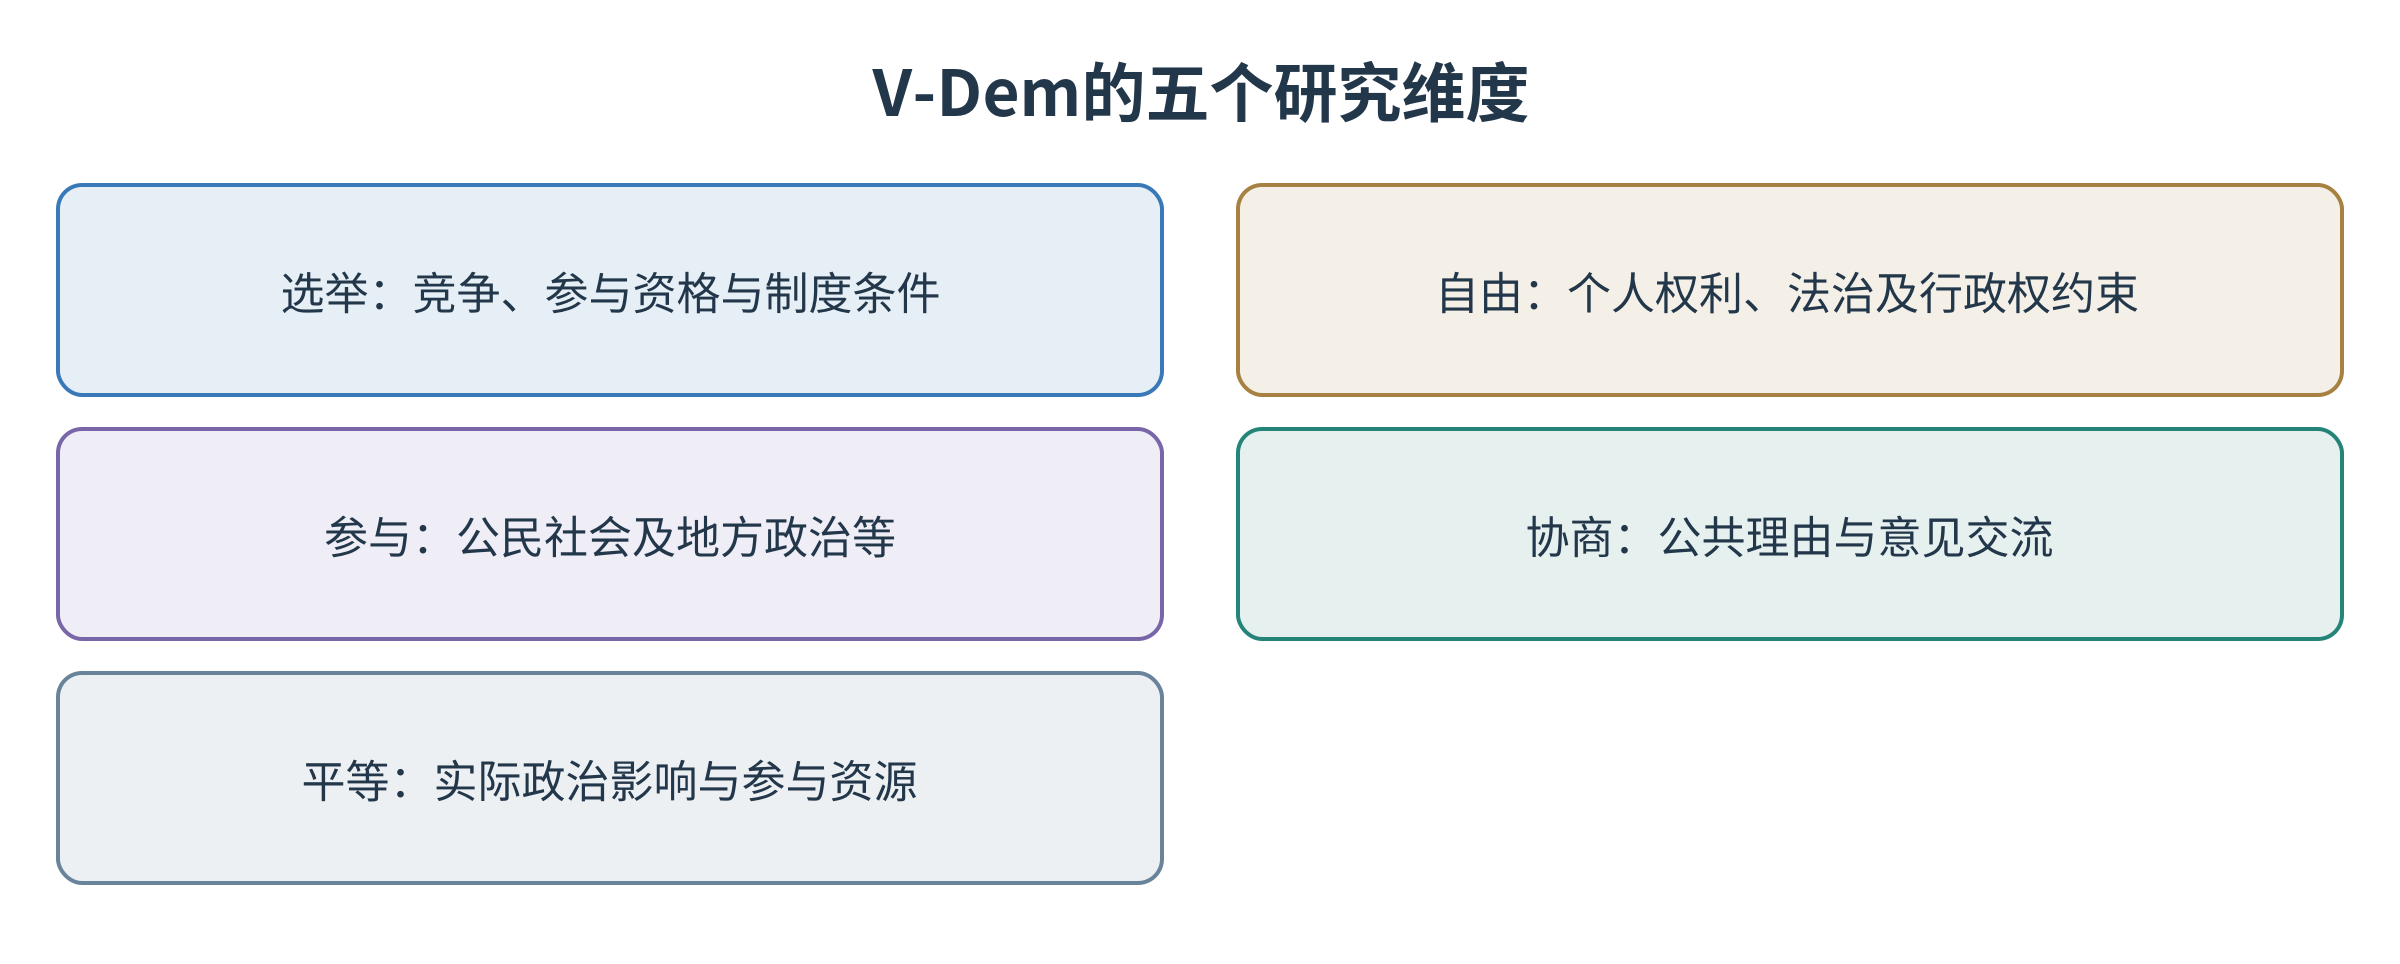 V-Dem的五个研究维度
选举：竞争、参与资格与制度条件
自由：个人权利、法治及行政权约束
参与：公民社会及地方政治等
协商：公共理由与意见交流
平等：实际政治影响与参与资源